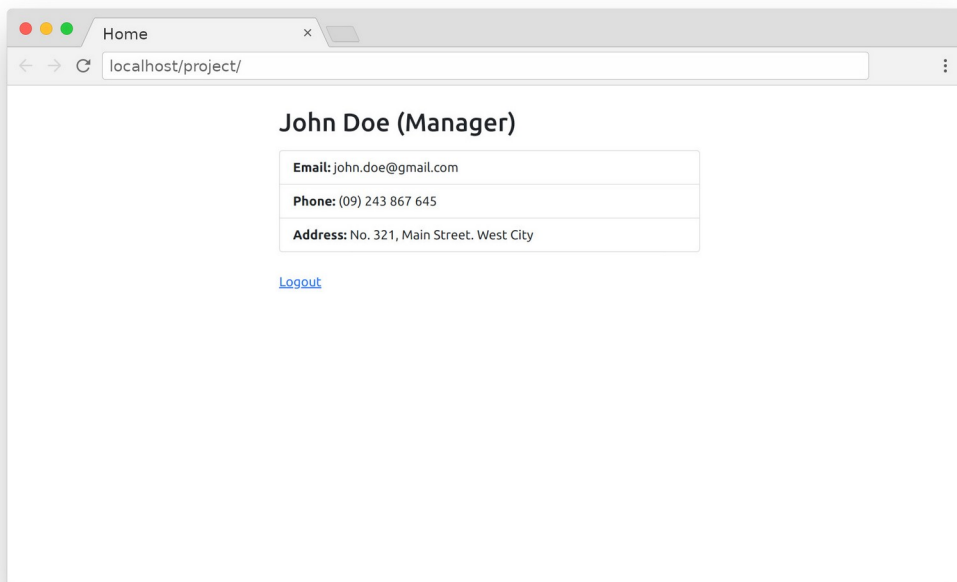 Home
localhost/project/
John Doe (Manager)
Email: john.doe@gmail.com
Phone: (09) 243 867 645
Address: No. 321, Main Street. West City
Logout